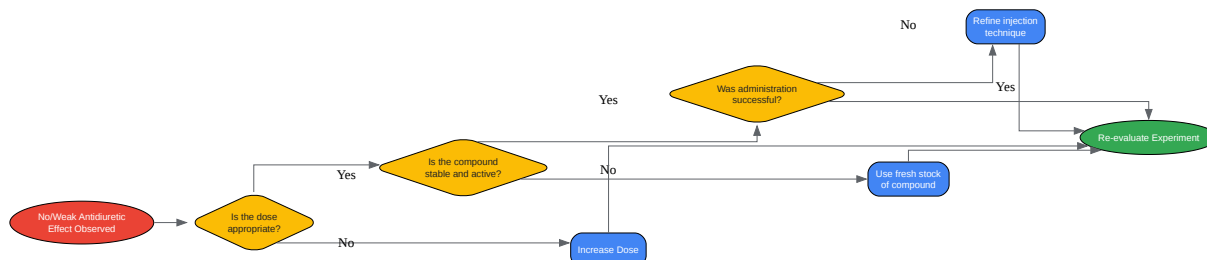 No
Refine injection
technique
Was administration
successful?
Yes
Yes
Re-evaluate Experiment
Is the compound
stable and active?
Yes
No
Use fresh stock
of compound
No/Weak Antidiuretic
Effect Observed
Is the dose
appropriate?
No
Increase Dose